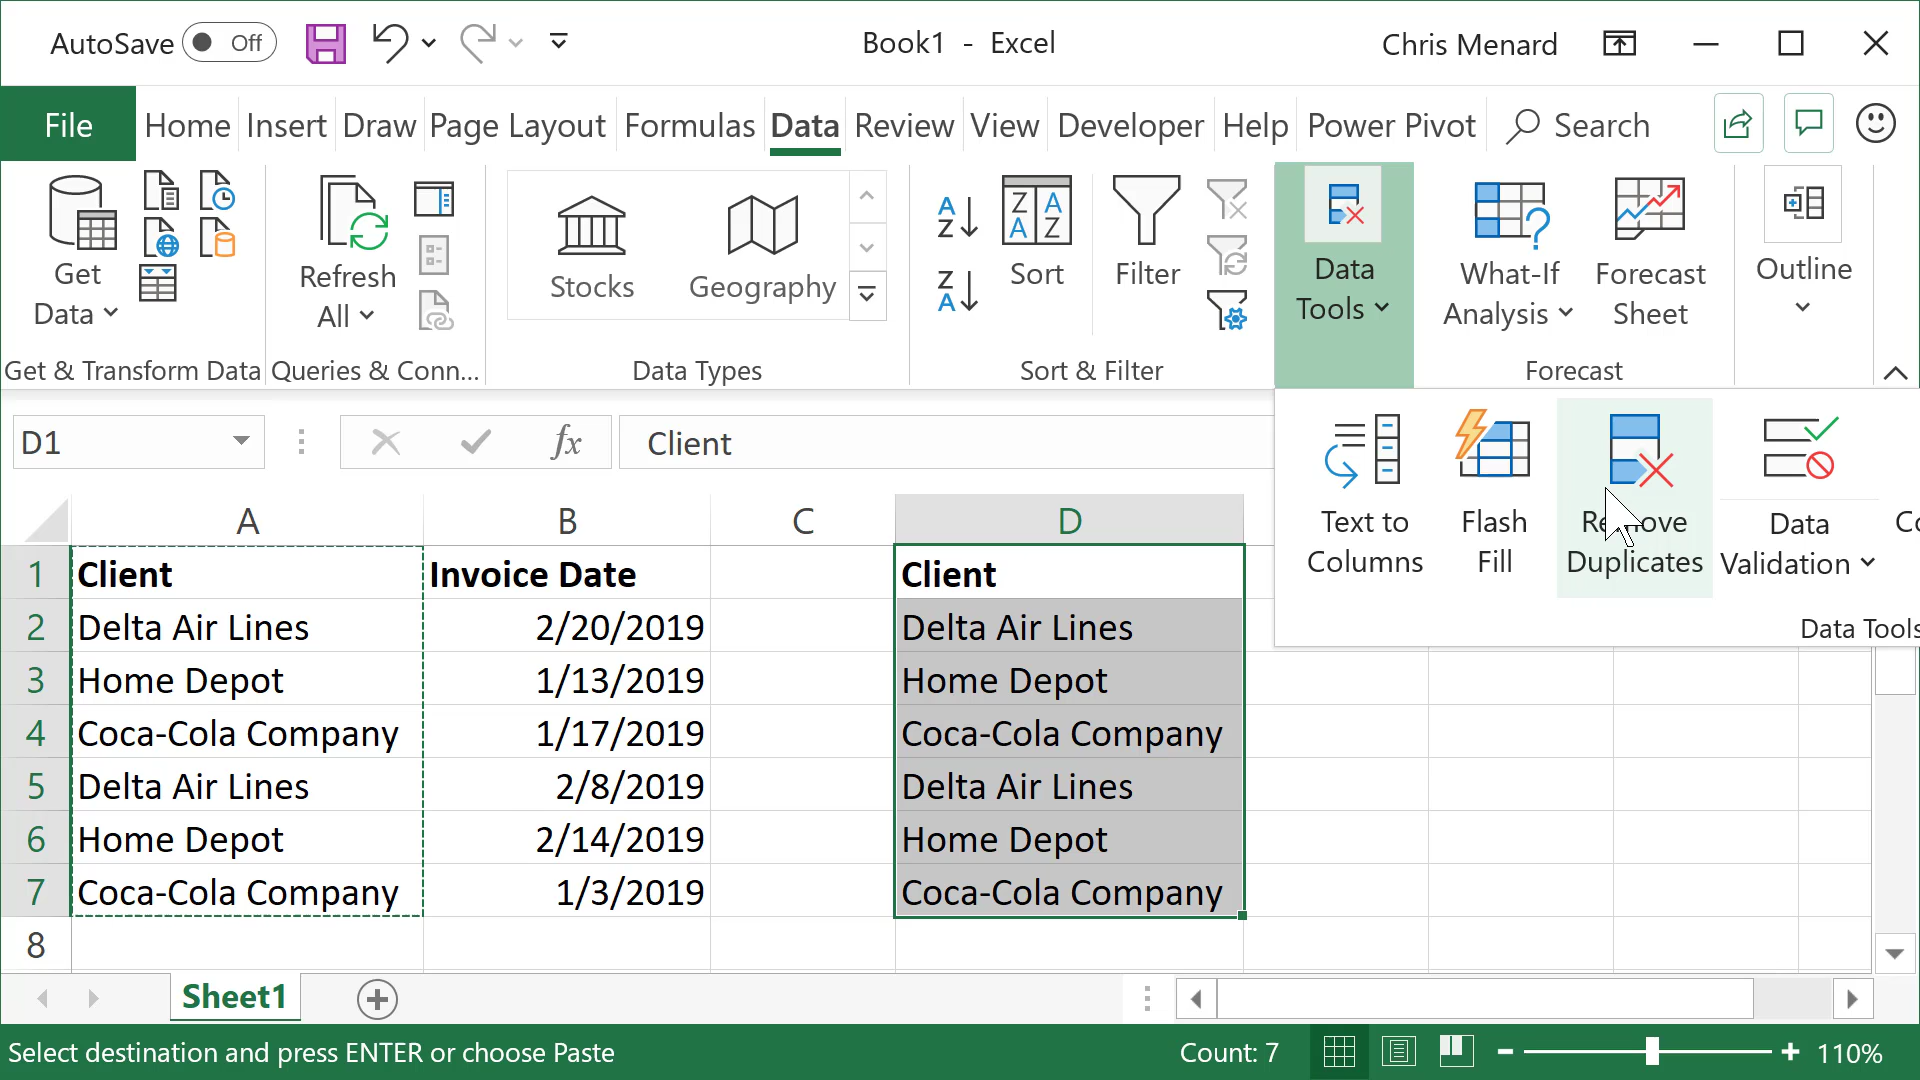 AutoSave Off Book1 - Excel Chris Menard
File Home Insert Draw Page Layout Formulas Data Review View Developer Help Power Pivot Search
Get
Data
Refresh
All
Stocks
Geography
A
Z
Z
A
Z A
A Z
Sort
Filter
Data
Tools
What-If
Analysis
Forecast
Sheet
Outline
Get & Transform Data Queries & Conn... Data Types Sort & Filter Forecast
D1 fx Client
Text to
Columns
Flash
Fill
Duplicates
Data
Validation
Data Tools
A B C D
1 Client Invoice Date Client
2 Delta Air Lines 2/20/2019 Delta Air Lines
3 Home Depot 1/13/2019 Home Depot
4 Coca-Cola Company 1/17/2019 Coca-Cola Company
5 Delta Air Lines 2/8/2019 Delta Air Lines
6 Home Depot 2/14/2019 Home Depot
7 Coca-Cola Company 1/3/2019 Coca-Cola Company
8
Sheet1
Select destination and press ENTER or choose Paste Count: 7 110%